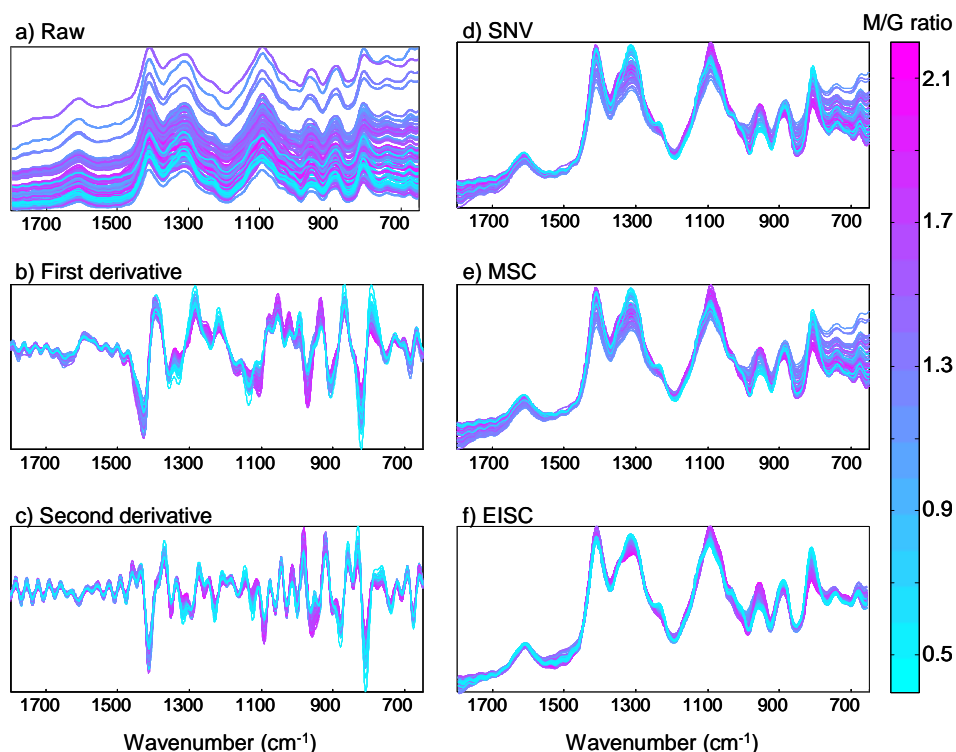 a) Raw
1700 1500 1300 1100 900 700
b) First derivative
1700 1500 1300 1100 900 700
c) Second derivative
1700 1500 1300 1100 900 700
Wavenumber (cm⁻¹)
d) SNV
1700 1500 1300 1100 900 700
e) MSC
1700 1500 1300 1100 900 700
f) EISC
1700 1500 1300 1100 900 700
Wavenumber (cm⁻¹)
M/G ratio
2.1
1.7
1.3
0.9
0.5